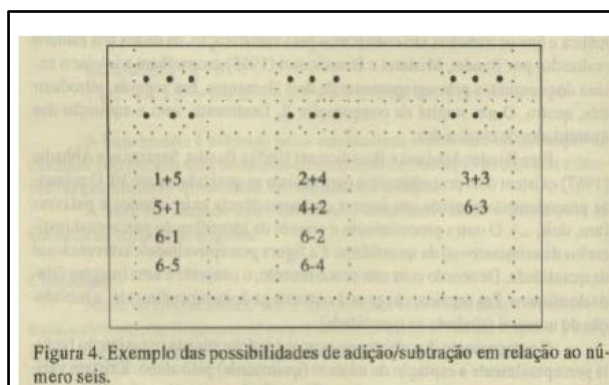 1+5 2+4 3+3
5+1 4+2 6-3
6-1 6-2
6-5 6-4
Figura 4. Exemplo das possibilidades de adição/subtração em relação ao nú-
mero seis.